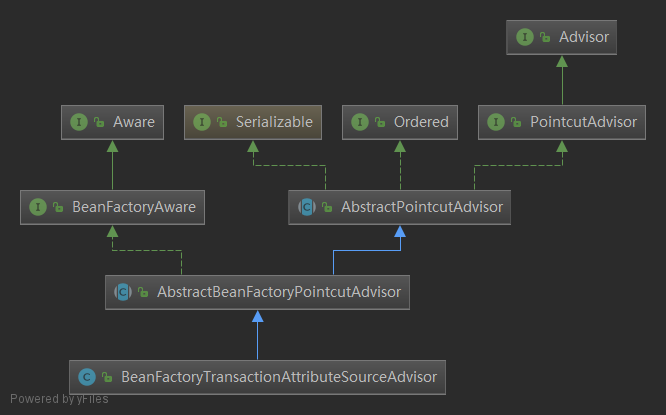 Advisor
Aware
Serializable
Ordered
PointcutAdvisor
BeanFactoryAware
AbstractPointcutAdvisor
AbstractBeanFactoryPointcutAdvisor
BeanFactoryTransactionAttributeSourceAdvisor
Powered by yFiles